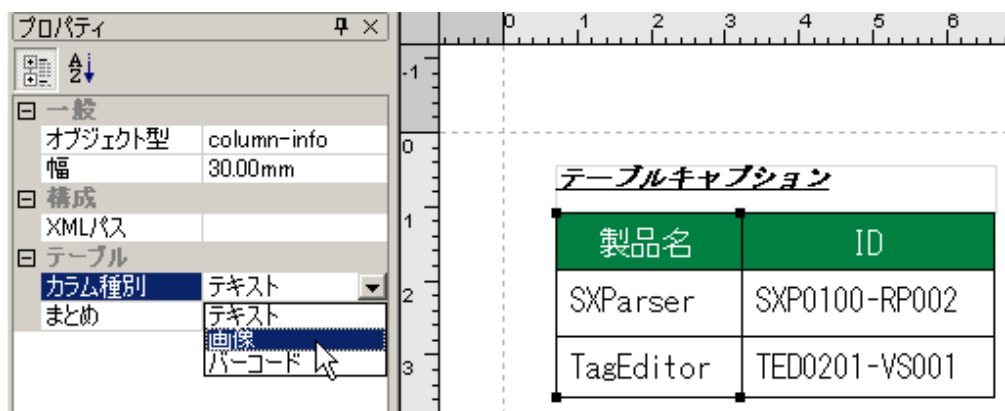 プロパティ
一般
オブジェクト型 column-info
幅 30.00mm
構成
XMLパス
テーブル
カラム種別 テキスト
まとめ テキスト
画像
バーコード
0 1 2 3 4 5 6
-1
0
1
2
3
テーブルキャプション
製品名 ID
SXParser SXP0100-RP002
TagEditor TED0201-VS001